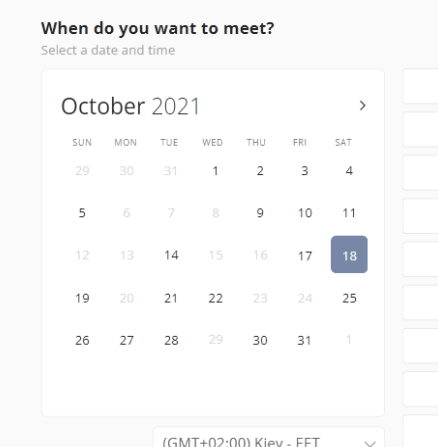 When do you want to meet?
Select a date and time
October 2021
SUN MON TUE WED THU FRI SAT
29 30 31 1 2 3 4
5 6 7 8 9 10 11
12 13 14 15 16 17 18
19 20 21 22 23 24 25
26 27 28 29 30 31 1
(GMT+02:00) Kiev - EET